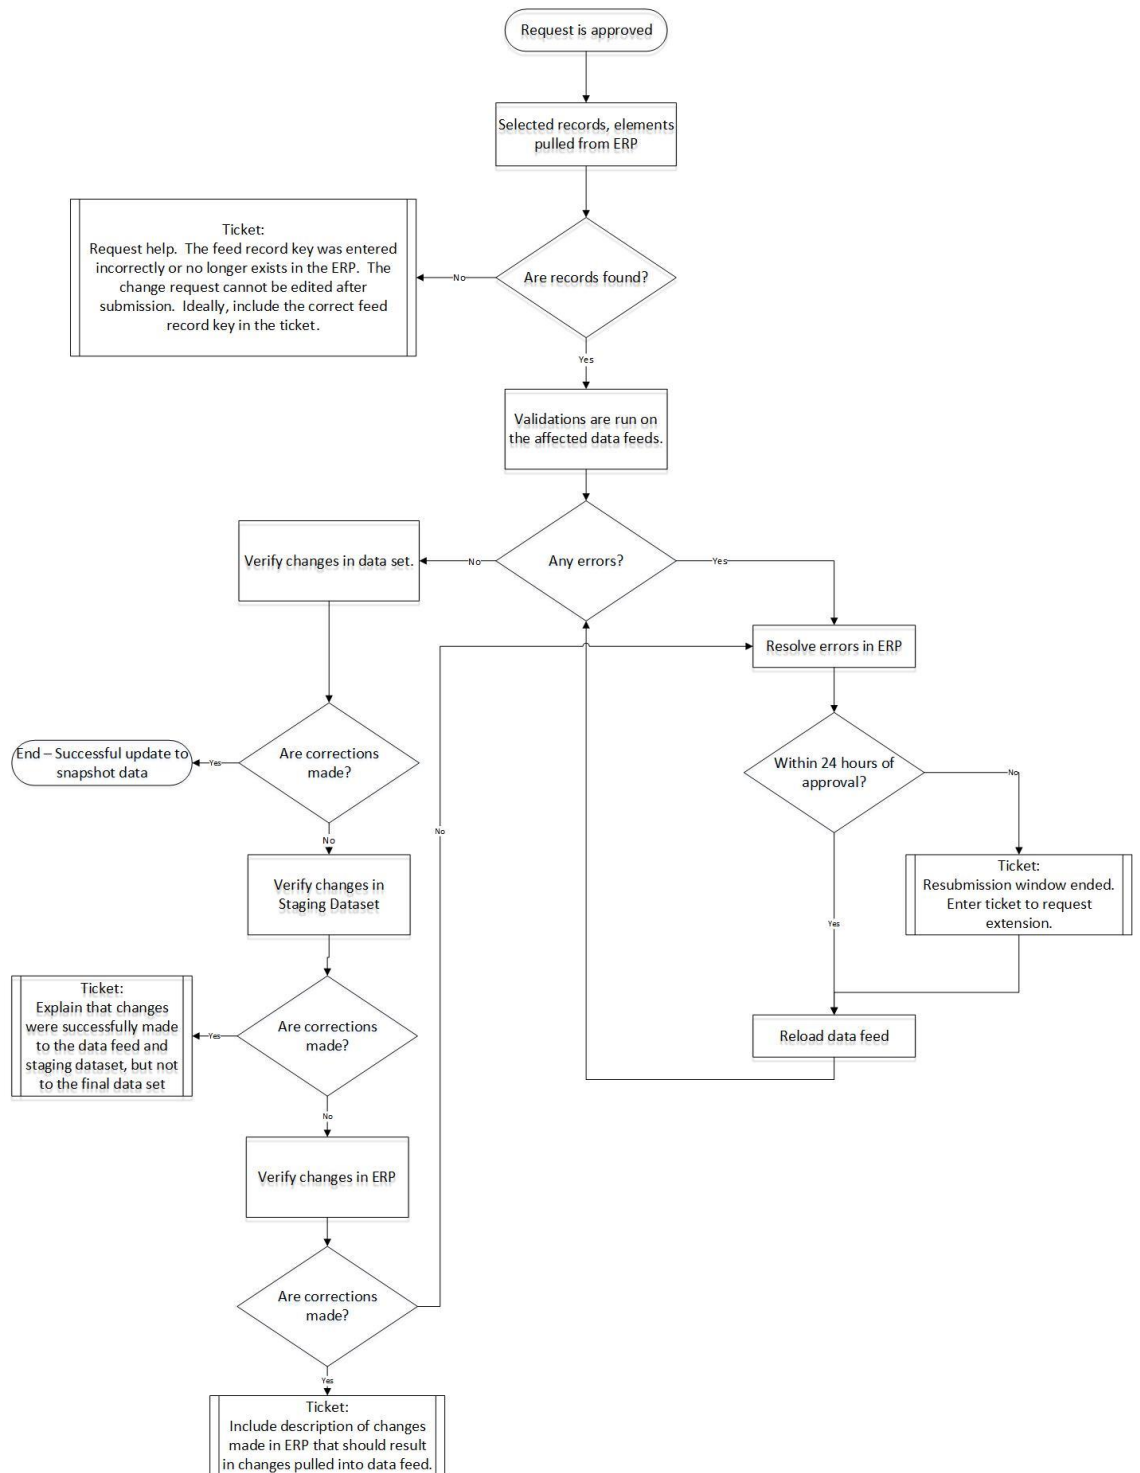 Request is approved
Selected records, elements
pulled from ERP
Ticket:
Request help.  The feed record key was entered
incorrectly or no longer exists in the ERP.  The
change request cannot be edited after
submission.  Ideally, include the correct feed
record key in the ticket.
No
Are records found?
Yes
Validations are run on
the affected data feeds.
Verify changes in data set.
No
Any errors?
Yes
Resolve errors in ERP
End – Successful update to
snapshot data
Yes
Are corrections
made?
No
Within 24 hours of
approval?
No
Yes
Ticket:
Resubmission window ended.
Enter ticket to request
extension.
No
Verify changes in
Staging Dataset
Ticket:
Explain that changes
were successfully made
to the data feed and
staging dataset, but not
to the final data set
Yes
Are corrections
made?
Reload data feed
No
Verify changes in ERP
Are corrections
made?
Yes
Ticket:
Include description of changes
made in ERP that should result
in changes pulled into data feed.